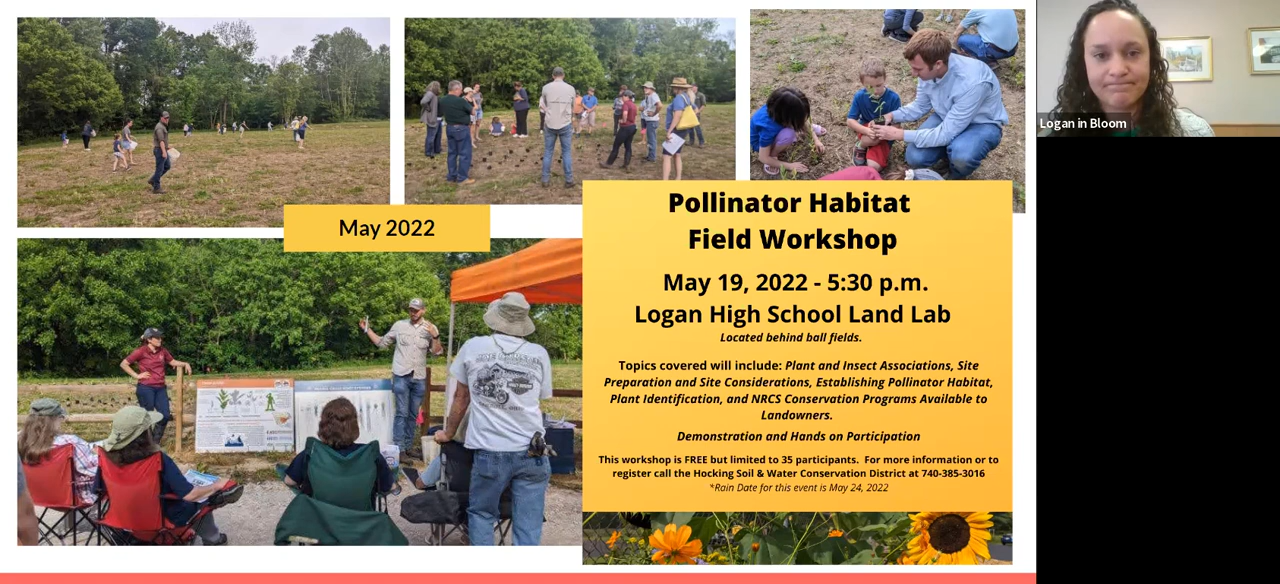 Logan in Bloom
May 2022
Pollinator Habitat
Field Workshop
May 19, 2022 - 5:30 p.m.
Logan High School Land Lab
Located behind ball fields.
Topics covered will include: Plant and Insect Associations, Site
Preparation and Site Considerations, Establishing Pollinator Habitat,
Plant Identification, and NRCS Conservation Programs Available to
Landowners.
Demonstration and Hands on Participation
This workshop is FREE but limited to 35 participants. For more information or to
register call the Hocking Soil & Water Conservation District at 740-385-3016
*Rain Date for this event is May 24, 2022